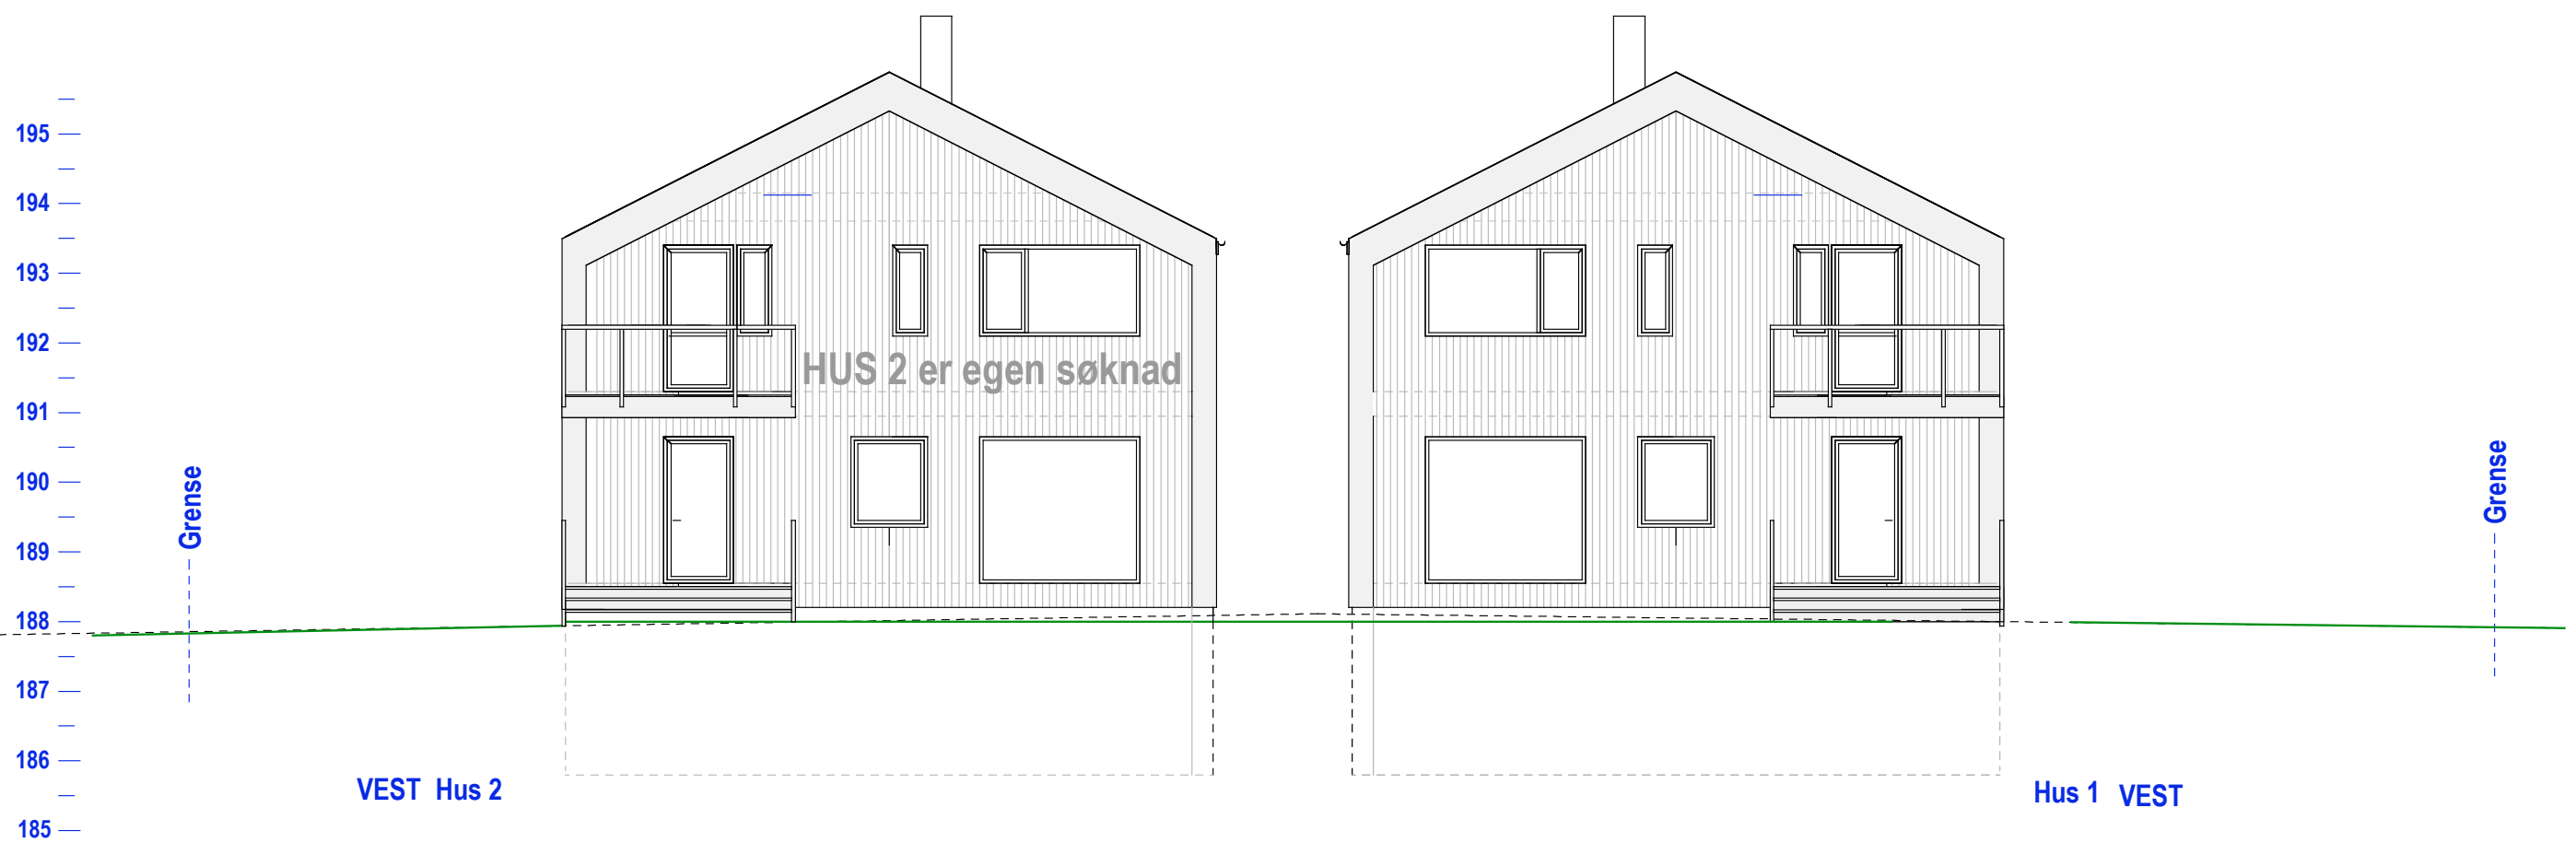 195
194
193
192
HUS 2 er egen søknad
191
190
Grense
Grense
189
188
187
186
VEST Hus 2
Hus 1 VEST
185